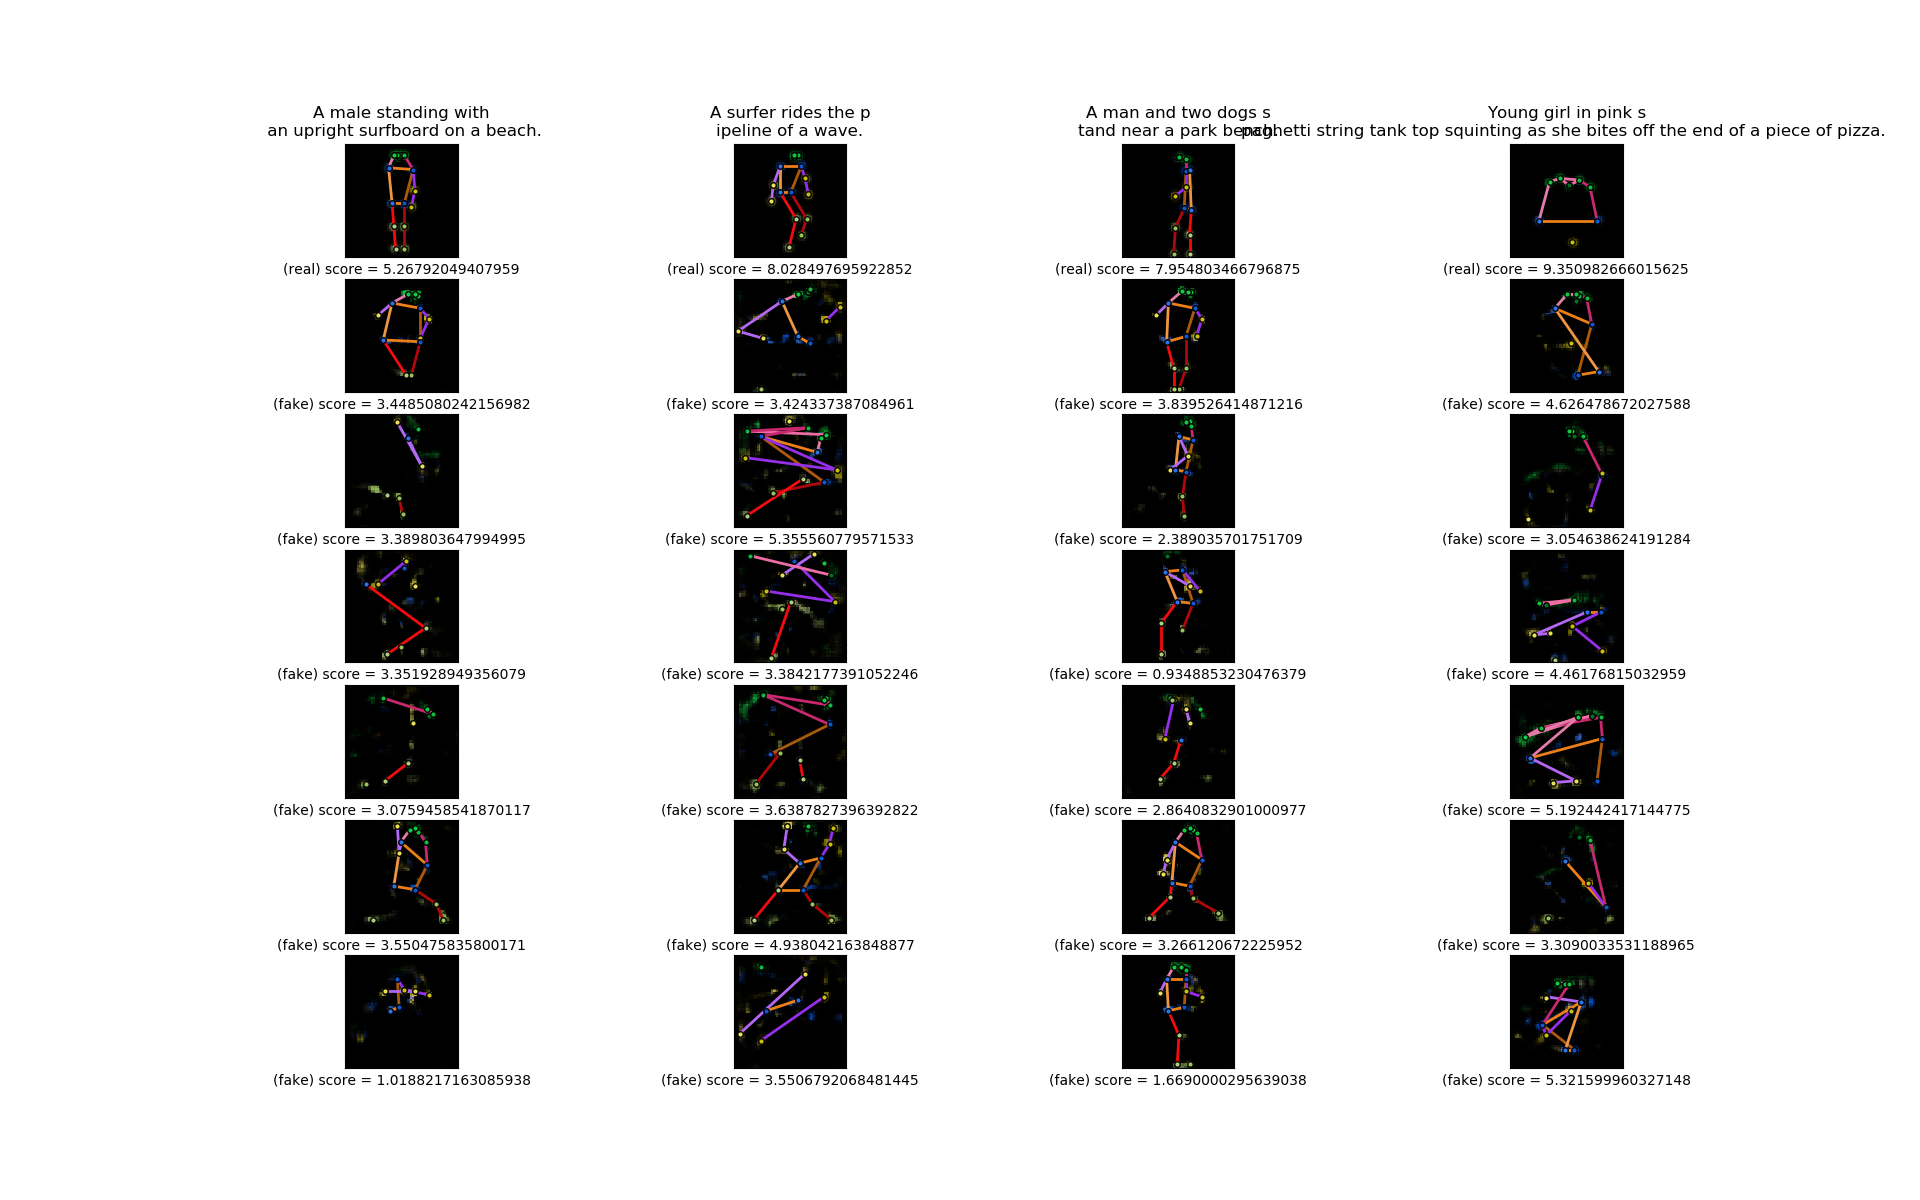 A male standing with
an upright surfboard on a beach.
A surfer rides the p
ipeline of a wave.
A man and two dogs s
tand near a park bench.
Young girl in pink s
paghetti string tank top squinting as she bites off the end of a piece of pizza.
(real) score = 5.26792049407959
(real) score = 8.028497695922852
(real) score = 7.954803466796875
(real) score = 9.350982666015625
(fake) score = 3.4485080242156982
(fake) score = 3.424337387084961
(fake) score = 3.839526414871216
(fake) score = 4.626478672027588
(fake) score = 3.389803647994995
(fake) score = 5.355560779571533
(fake) score = 2.389035701751709
(fake) score = 3.054638624191284
(fake) score = 3.351928949356079
(fake) score = 3.3842177391052246
(fake) score = 0.9348853230476379
(fake) score = 4.46176815032959
(fake) score = 3.0759458541870117
(fake) score = 3.6387827396392822
(fake) score = 2.8640832901000977
(fake) score = 5.192442417144775
(fake) score = 3.550475835800171
(fake) score = 4.938042163848877
(fake) score = 3.266120672225952
(fake) score = 3.3090033531188965
(fake) score = 1.0188217163085938
(fake) score = 3.5506792068481445
(fake) score = 1.6690000295639038
(fake) score = 5.321599960327148